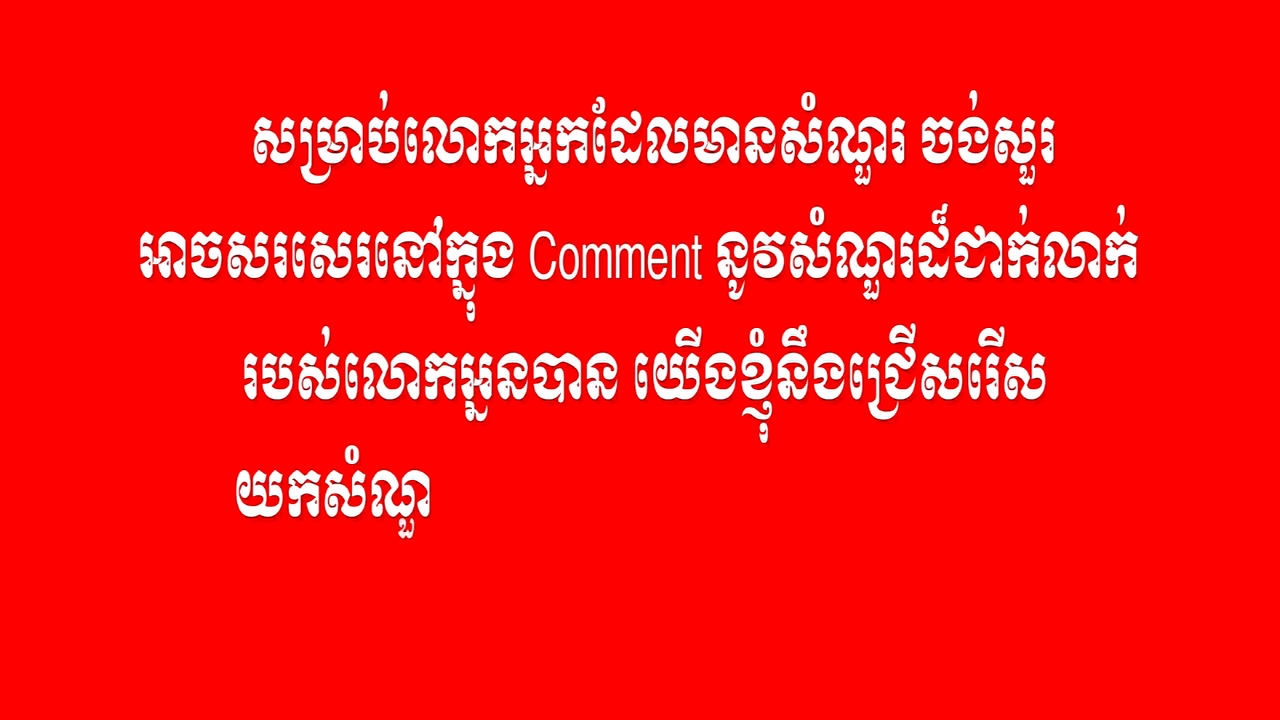 សម្រាប់លោកអ្នកដែលមានសំណួរ ចង់សួរ
អាចសរសេរនៅក្នុង Comment នូវសំណួរដ៏ជាក់លាក់
របស់លោកអ្ននបាន យើងខ្ញុំនឹងជ្រើសរើស
យកសំណួ